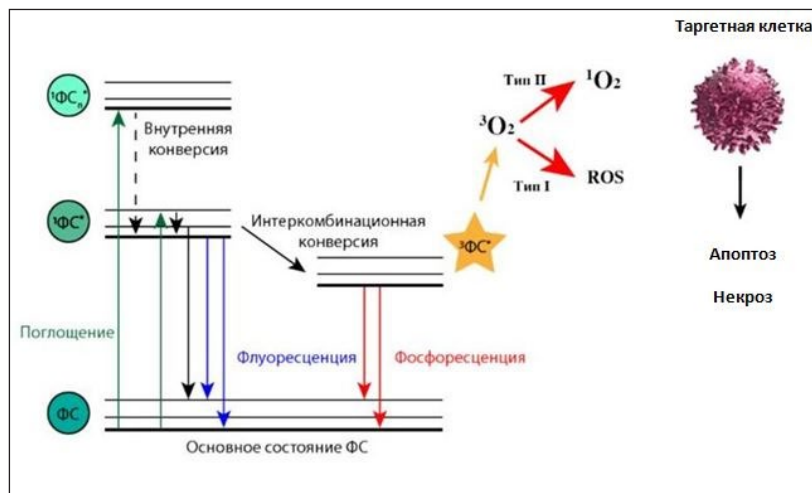 Таргетная клетка
¹ФСₙ*
Внутренняя
конверсия
Тип II
¹O₂
³O₂
Тип I
ROS
¹ФС*
Интеркомбинационная
конверсия
³ФС*
Апоптоз
Некроз
Поглощение
Флуоресценция
Фосфоресценция
ФС
Основное состояние ФС